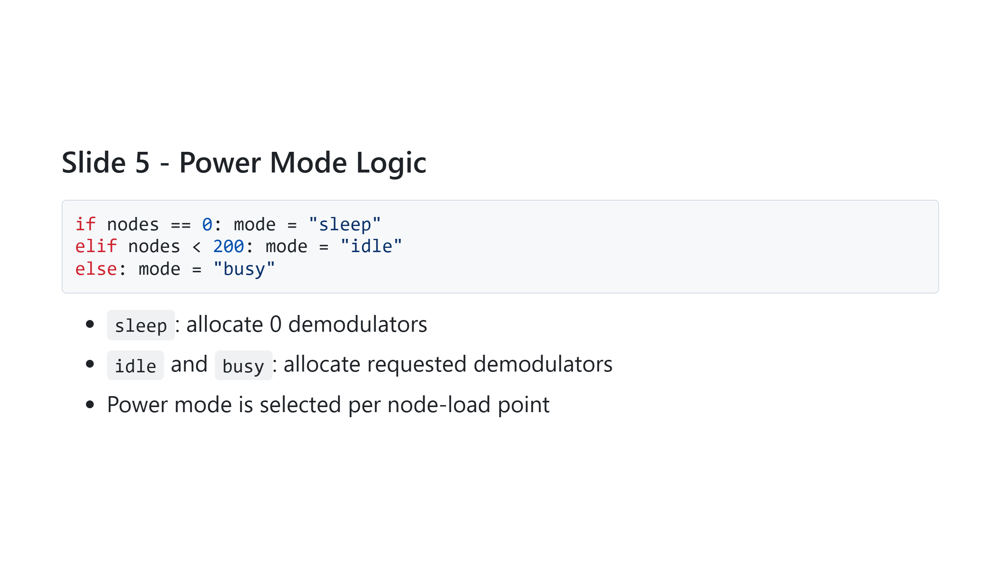 Slide 5 - Power Mode Logic
if nodes == 0: mode = "sleep"
elif nodes < 200: mode = "idle"
else: mode = "busy"
• sleep: allocate 0 demodulators
• idle and busy: allocate requested demodulators
• Power mode is selected per node-load point